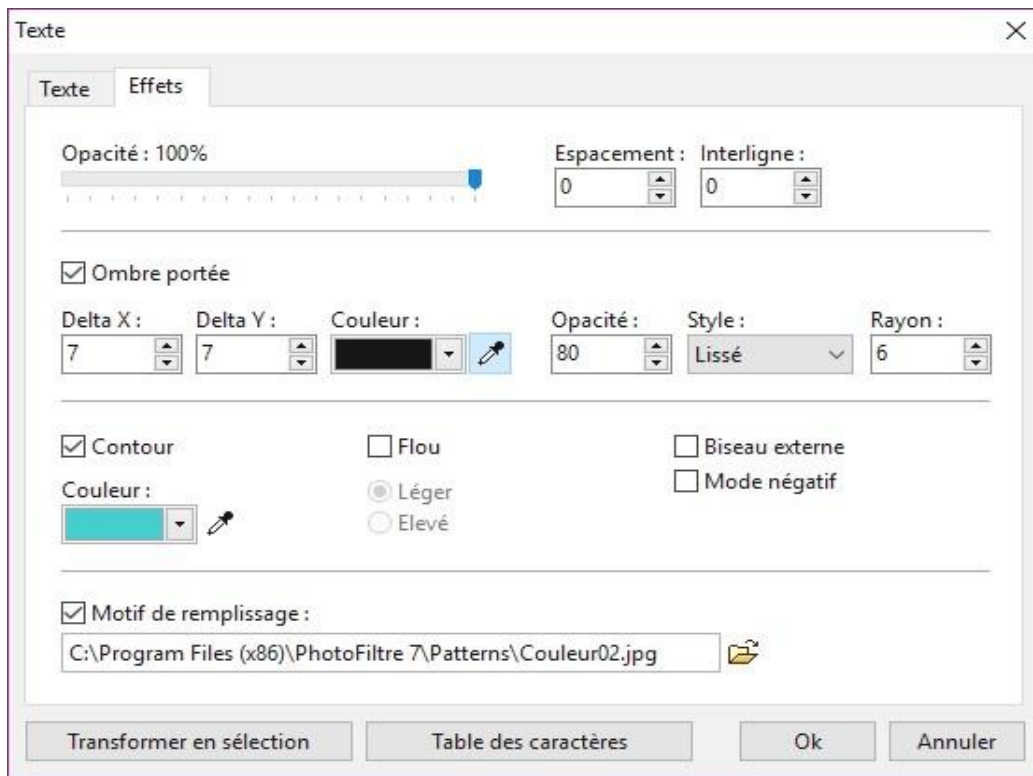 Texte
Texte Effets
Opacité : 100% Espacement : Interligne :
0 0
Ombre portée
Delta X : Delta Y : Couleur : Opacité : Style : Rayon :
7 7 80 Lissé 6
Contour Flou Biseau externe
Couleur : Léger Mode négatif
Elevé
Motif de remplissage :
C:\Program Files (x86)\PhotoFiltre 7\Patterns\Couleur02.jpg
Transformer en sélection Table des caractères Ok Annuler